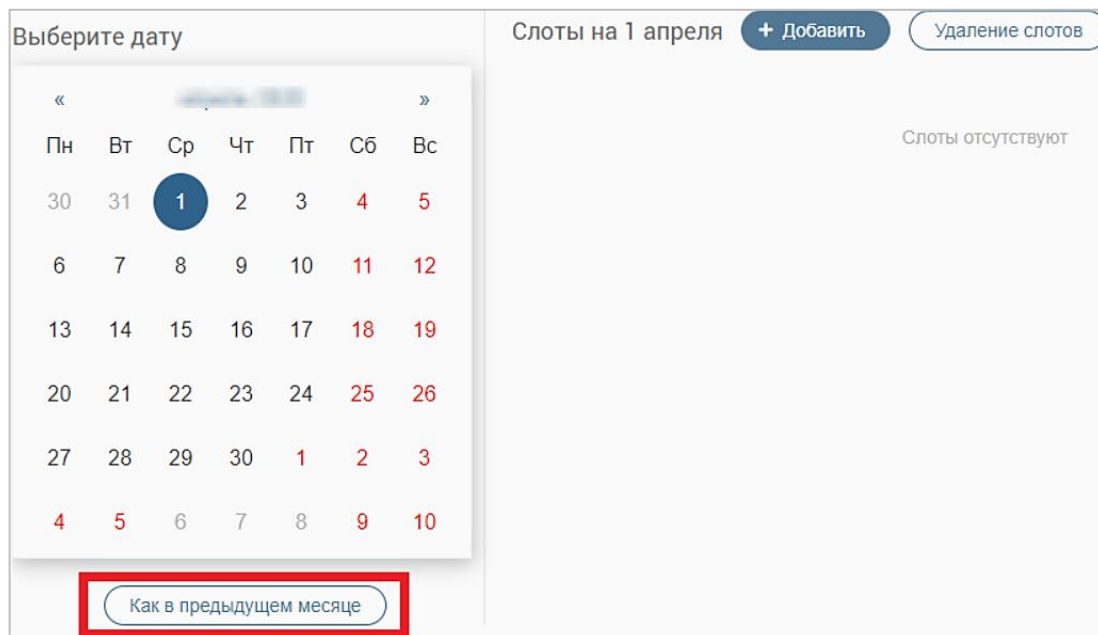 Выберите дату
« »
Пн Вт Ср Чт Пт Сб Вс
30 31 1 2 3 4 5
6 7 8 9 10 11 12
13 14 15 16 17 18 19
20 21 22 23 24 25 26
27 28 29 30 1 2 3
4 5 6 7 8 9 10
Как в предыдущем месяце
Слоты на 1 апреля + Добавить Удаление слотов
Слоты отсутствуют